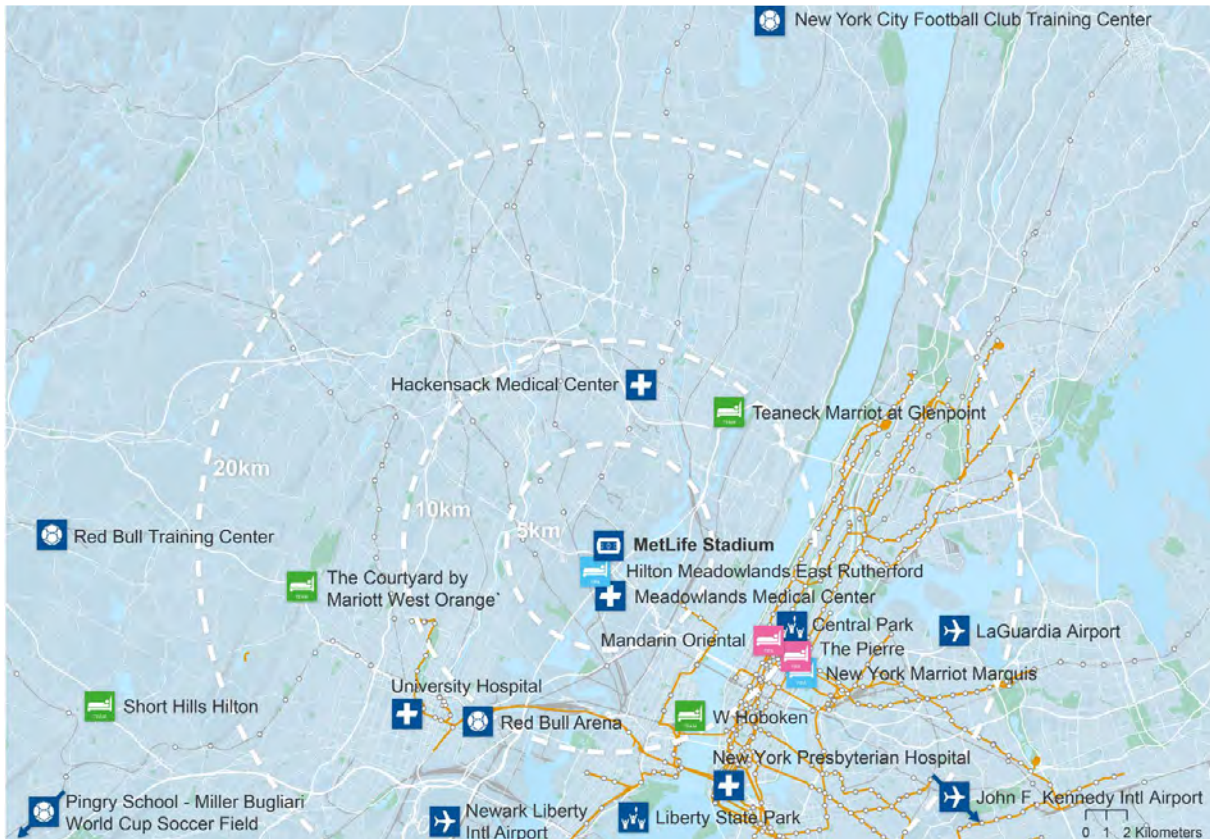 New York City Football Club Training Center
Hackensack Medical Center
Teaneck Marriot at Glenpoint
20km
10km
5km
Red Bull Training Center
MetLife Stadium
Hilton Meadowlands East Rutherford
The Courtyard by
Mariott West Orange*
Meadowlands Medical Center
Central Park
LaGuardia Airport
Mandarin Oriental
The Pierre
New York Marriot Marquis
University Hospital
Short Hills Hilton
Red Bull Arena
W Hoboken
New York Presbyterian Hospital
Pingry School - Miller Bugliari
World Cup Soccer Field
Newark Liberty
Intl Airport
Liberty State Park
John F. Kennedy Intl Airport
0 1 2 Kilometers